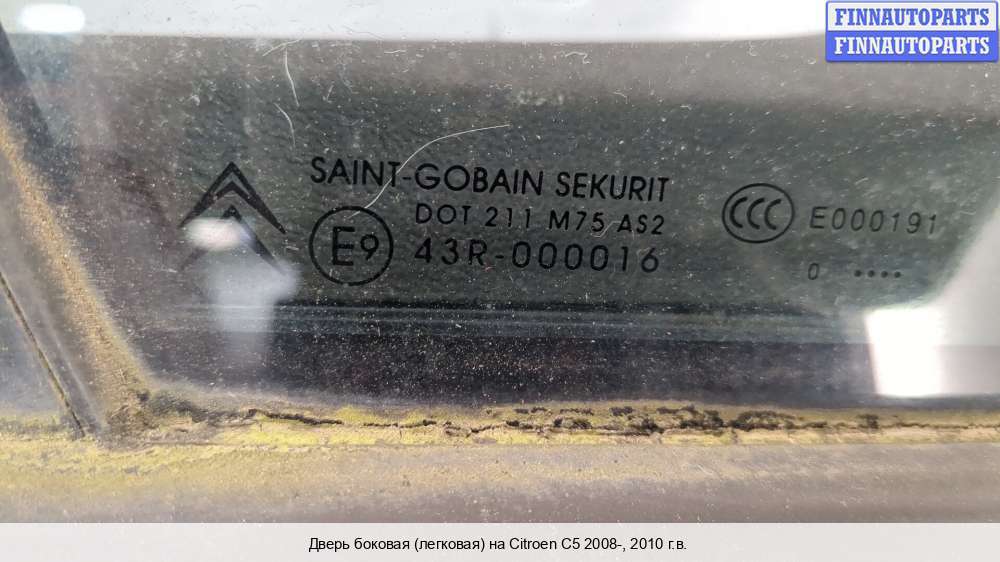 FINNAUTOPARTS
FINNAUTOPARTS
SAINT-GOBAIN SEKURIT
DOT 211 M75 AS2
E9
43R-000016
CCC
E000191
0 ••••
Дверь боковая (легковая) на Citroen C5 2008-, 2010 г.в.